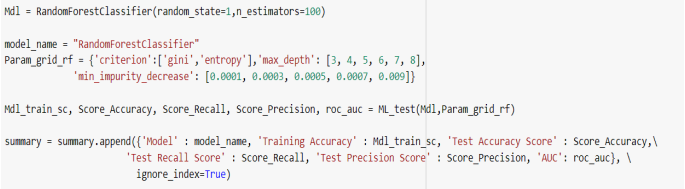 Mdl = RandomForestClassifier(random_state=1,n_estimators=100)
model_name = "RandomForestClassifier"
Param_grid_rf = {'criterion':['gini','entropy'],'max_depth': [3, 4, 5, 6, 7, 8],
'min_impurity_decrease': [0.0001, 0.0003, 0.0005, 0.0007, 0.009]}
Mdl_train_sc, Score_Accuracy, Score_Recall, Score_Precision, roc_auc = ML_test(Mdl,Param_grid_rf)
summary = summary.append({'Model' : model_name, 'Training Accuracy' : Mdl_train_sc, 'Test Accuracy Score' : Score_Accuracy,\
'Test Recall Score' : Score_Recall, 'Test Precision Score' : Score_Precision, 'AUC': roc_auc}, \
ignore_index=True)